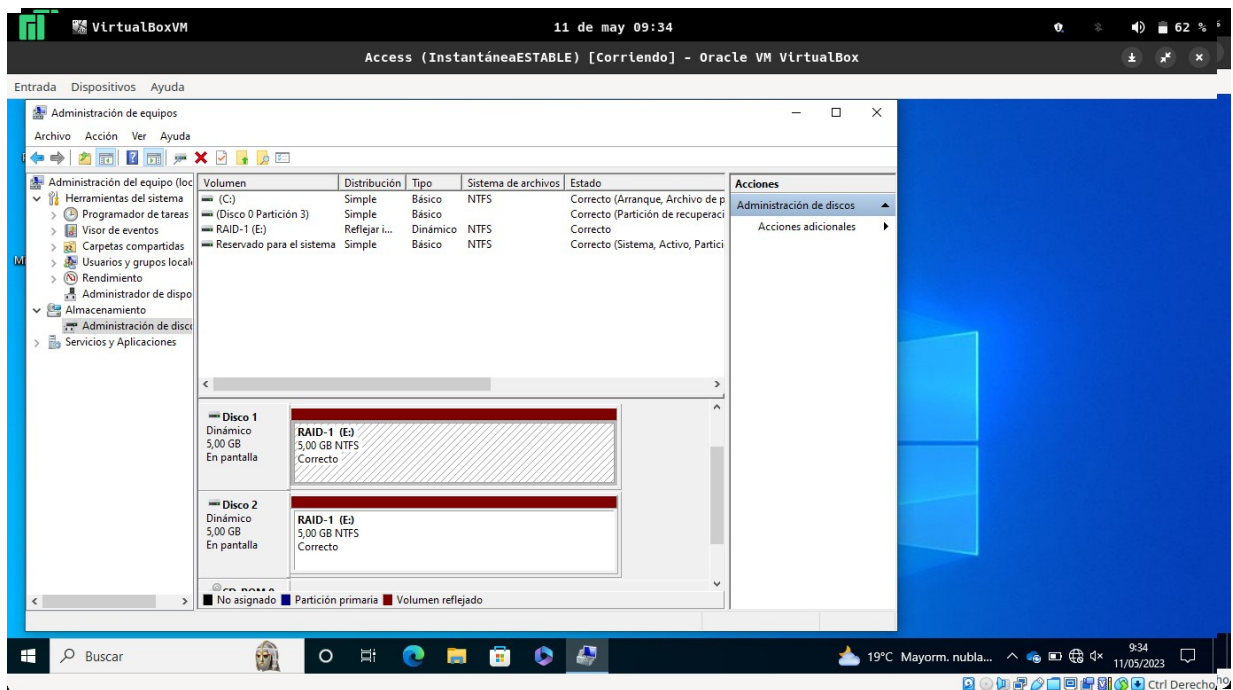 VirtualBoxVM
11 de may 09:34
62 %
Access (InstantáneaESTABLE) [Corriendo] - Oracle VM VirtualBox
Entrada Dispositivos Ayuda
Administración de equipos
Archivo Acción Ver Ayuda
Administración del equipo (loc
Herramientas del sistema
Programador de tareas
Visor de eventos
Carpetas compartidas
Usuarios y grupos local
Rendimiento
Administrador de dispo
Almacenamiento
Administración de disc
Servicios y Aplicaciones
Volumen Distribución Tipo Sistema de archivos Estado
(C:) Simple Básico NTFS Correcto (Arranque, Archivo de p
(Disco 0 Partición 3) Simple Básico Correcto (Partición de recuperaci
RAID-1 (E:) Reflejar i... Dinámico NTFS Correcto
Reservado para el sistema Simple Básico NTFS Correcto (Sistema, Activo, Partici
Disco 1
Dinámico
5,00 GB
En pantalla
RAID-1 (E:)
5,00 GB NTFS
Correcto
Disco 2
Dinámico
5,00 GB
En pantalla
RAID-1 (E:)
5,00 GB NTFS
Correcto
No asignado Partición primaria Volumen reflejado
Acciones
Administración de discos
Acciones adicionales
Buscar
19°C Mayorm. nubla...
9:34
11/05/2023
Ctrl Derecho